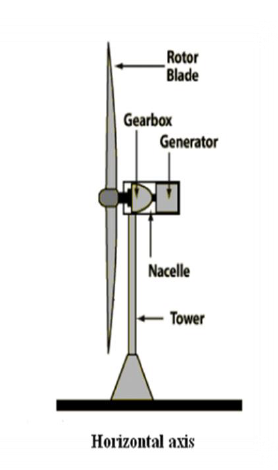 Rotor
Blade
Gearbox
Generator
Nacelle
Tower
Horizontal axis